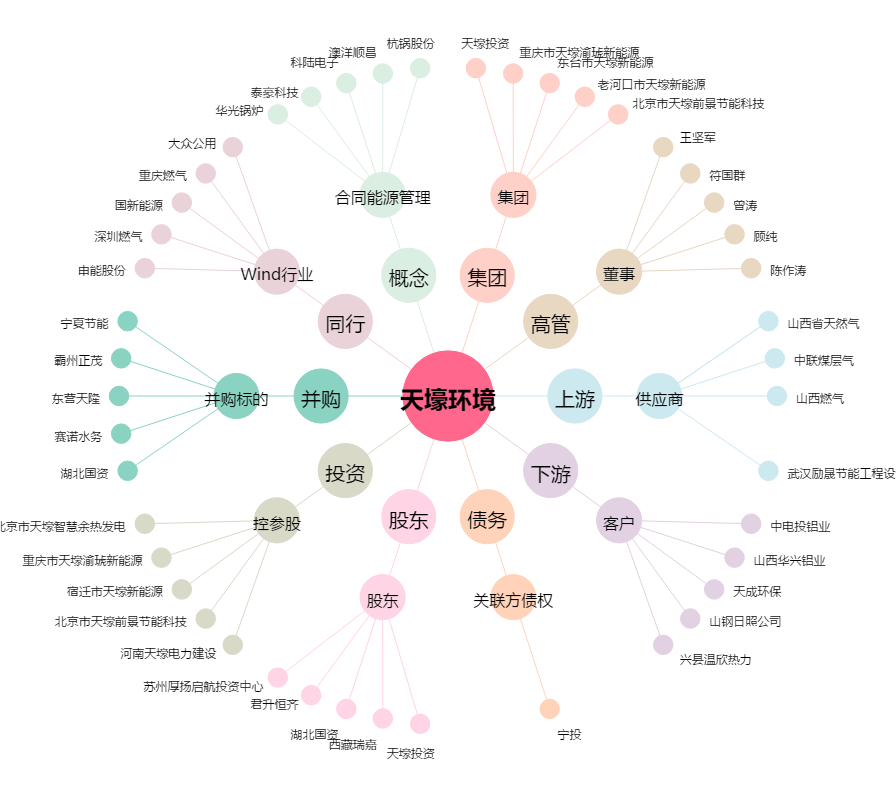 杭锅股份
天壕投资
澳洋顺昌
重庆市天壕渝琥新能源
科陆电子
东台市天壕新能源
老河口市天壕新能源
泰豪科技
北京市天壕前景节能科技
华光锅炉
王坚军
大众公用
重庆燃气
符国群
合同能源管理
集团
国新能源
曾涛
深圳燃气
顾纯
申能股份
陈作涛
Wind行业
董事
概念
集团
宁夏节能
同行
高管
山西省天然气
霸州正茂
中联煤层气
东营天隆
并购标的
并购
天壕环境
上游
供应商
山西燃气
赛诺水务
湖北国资
投资
下游
武汉励晟节能工程设
北京市天壕智慧余热发电
控参股
股东
债务
客户
中电投铝业
重庆市天壕渝琥新能源
山西华兴铝业
宿迁市天壕新能源
天成环保
股东
关联方债权
北京市天壕前景节能科技
山钢日照公司
河南天壕电力建设
兴县温欣热力
苏州厚扬启航投资中心
君升恒齐
湖北国资
西藏瑞嘉
宁投
天壕投资